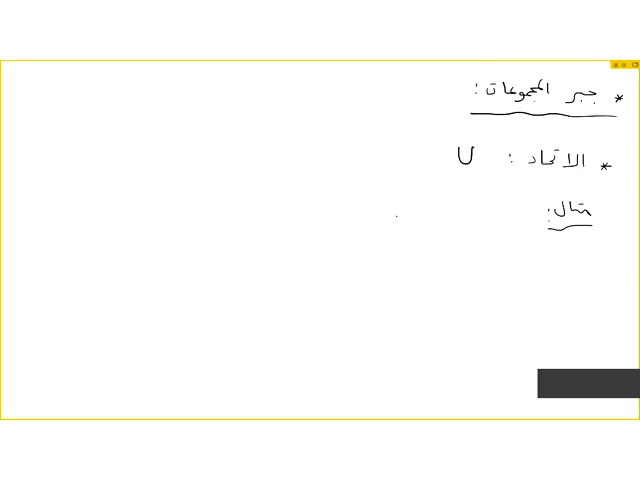 * جبر المجموعات :
* الاتحاد : U
مثال .